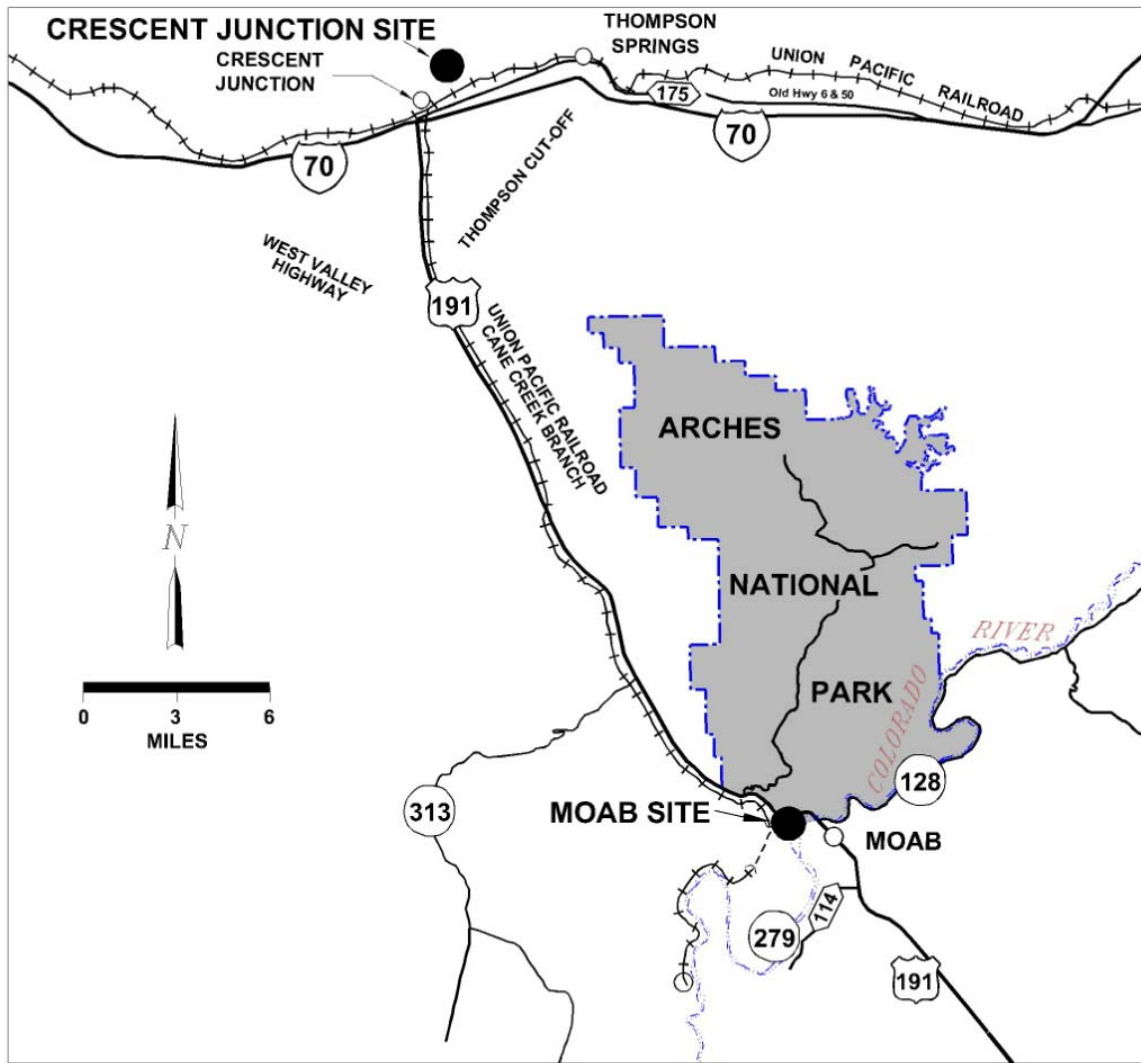 CRESCENT JUNCTION SITE
THOMPSON
SPRINGS
CRESCENT
JUNCTION
UNION PACIFIC RAILROAD
175
Old Hwy 6 & 50
70
70
THOMPSON CUT-OFF
WEST VALLEY
HIGHWAY
191
UNION PACIFIC RAILROAD
CANE CREEK BRANCH
ARCHES
NATIONAL
PARK
N
0 3 6
MILES
RIVER
COLORADO
128
313
MOAB SITE
MOAB
114
279
191